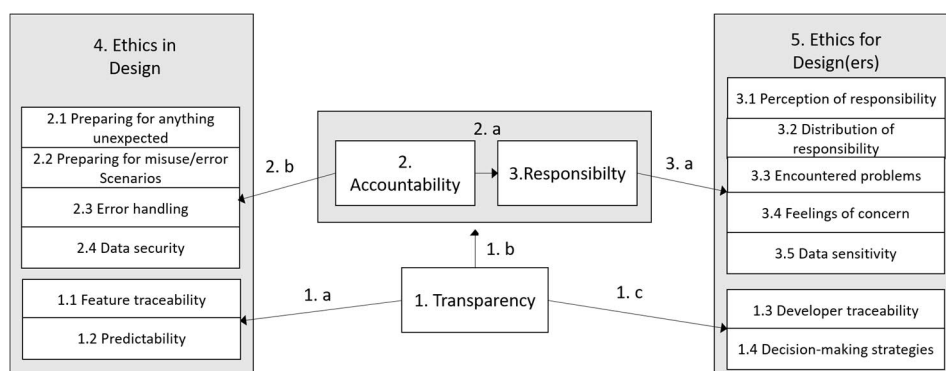 4. Ethics in
Design
2.1 Preparing for anything
unexpected
2.2 Preparing for misuse/error
Scenarios
2.3 Error handling
2.4 Data security
1.1 Feature traceability
1.2 Predictability
2. b
1. a
2. a
2.
Accountability
3.Responsibilty
1. b
1. Transparency
3. a
1. c
5. Ethics for
Design(ers)
3.1 Perception of responsibility
3.2 Distribution of
responsibility
3.3 Encountered problems
3.4 Feelings of concern
3.5 Data sensitivity
1.3 Developer traceability
1.4 Decision-making strategies